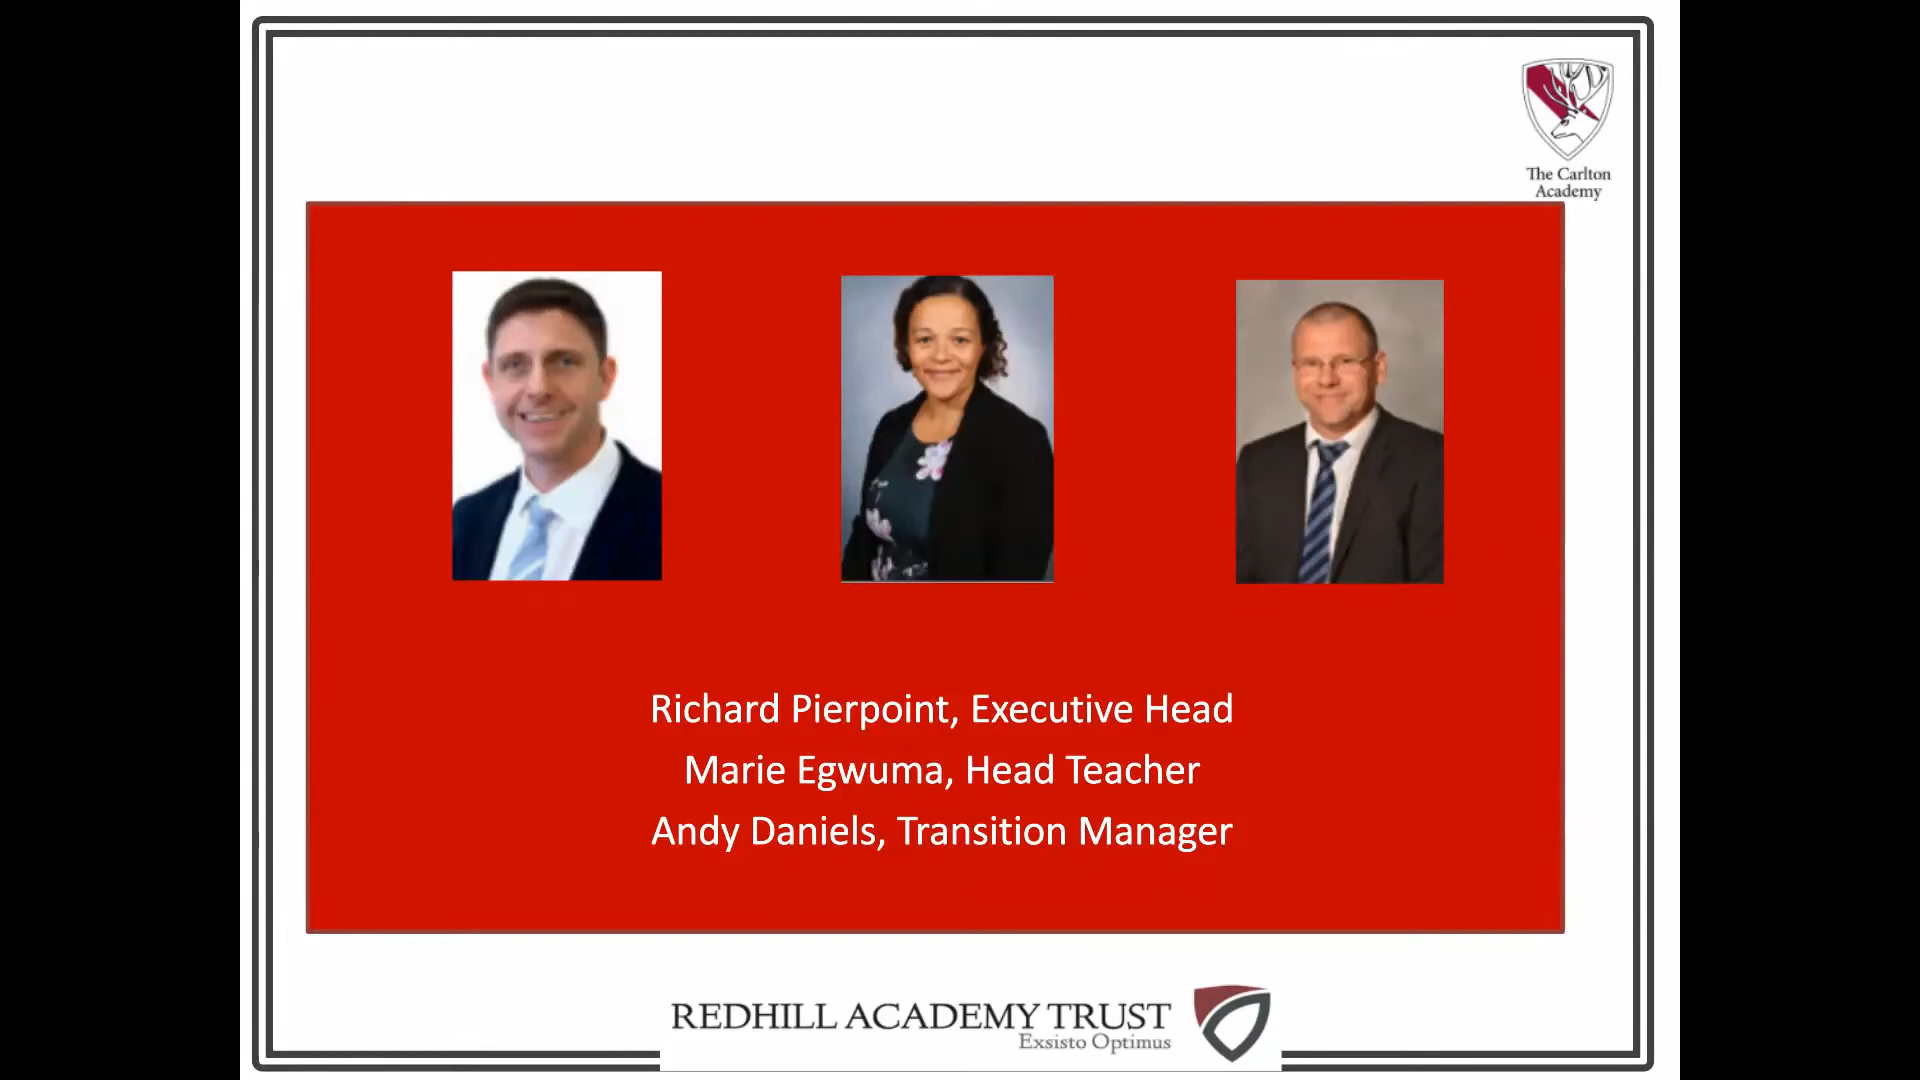 The Carlton
Academy
Richard Pierpoint, Executive Head
Marie Egwuma, Head Teacher
Andy Daniels, Transition Manager
REDHILL ACADEMY TRUST
Exsisto Optimus